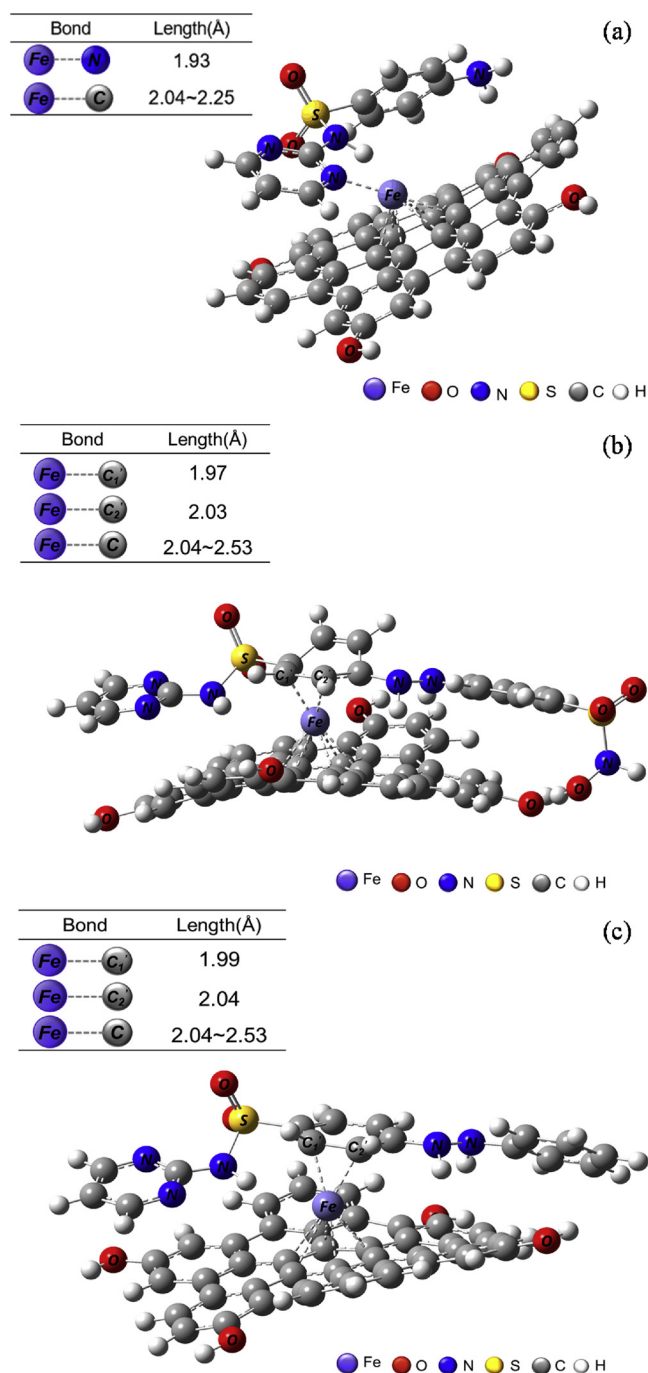 (a)
Bond Length(Å)
Fe N 1.93
Fe C 2.04~2.25
O S N N N O N Fe O O O O
Fe O N S C H
(b)
Bond Length(Å)
Fe C₁' 1.97
Fe C₂' 2.03
Fe C 2.04~2.53
O S N N N C₁' C₂' N N O O N O O O O O Fe
Fe O N S C H
(c)
Bond Length(Å)
Fe C₁' 1.99
Fe C₂' 2.04
Fe C 2.04~2.53
O S N N N C₁' C₂' N N Fe O O O O
Fe O N S C H